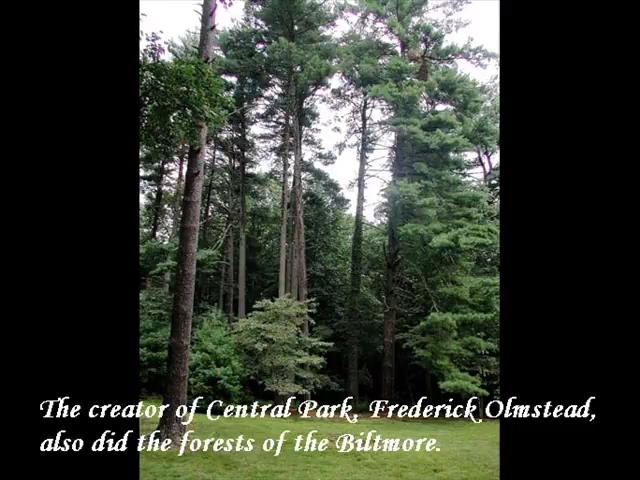 The creator of Central Park, Frederick Olmstead,
also did the forests of the Biltmore.